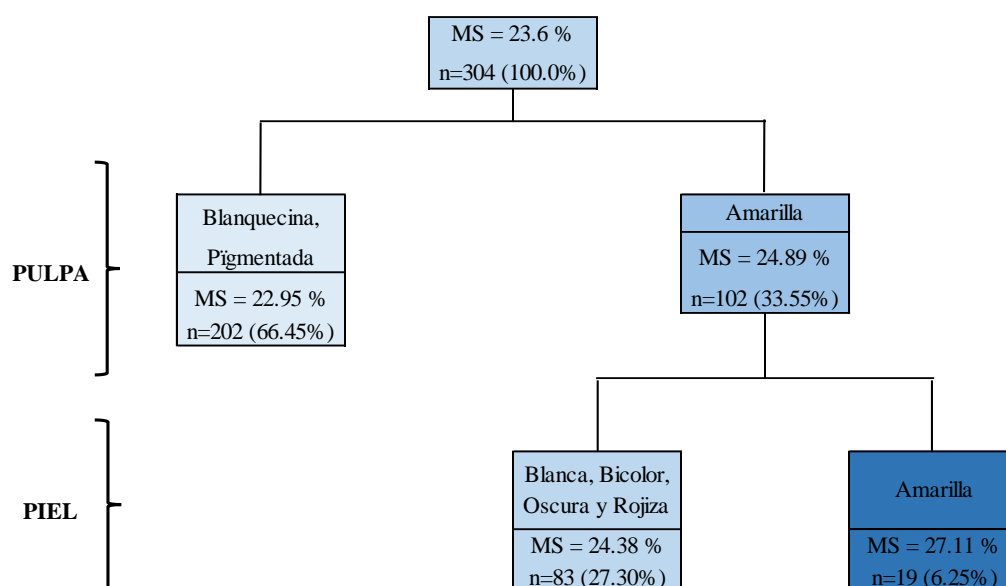 MS = 23.6 %
n=304 (100.0%)
PULPA
Blanquecina,
Pïgmentada
MS = 22.95 %
n=202 (66.45%)
Amarilla
MS = 24.89 %
n=102 (33.55%)
PIEL
Blanca, Bicolor,
Oscura y Rojiza
MS = 24.38 %
n=83 (27.30%)
Amarilla
MS = 27.11 %
n=19 (6.25%)